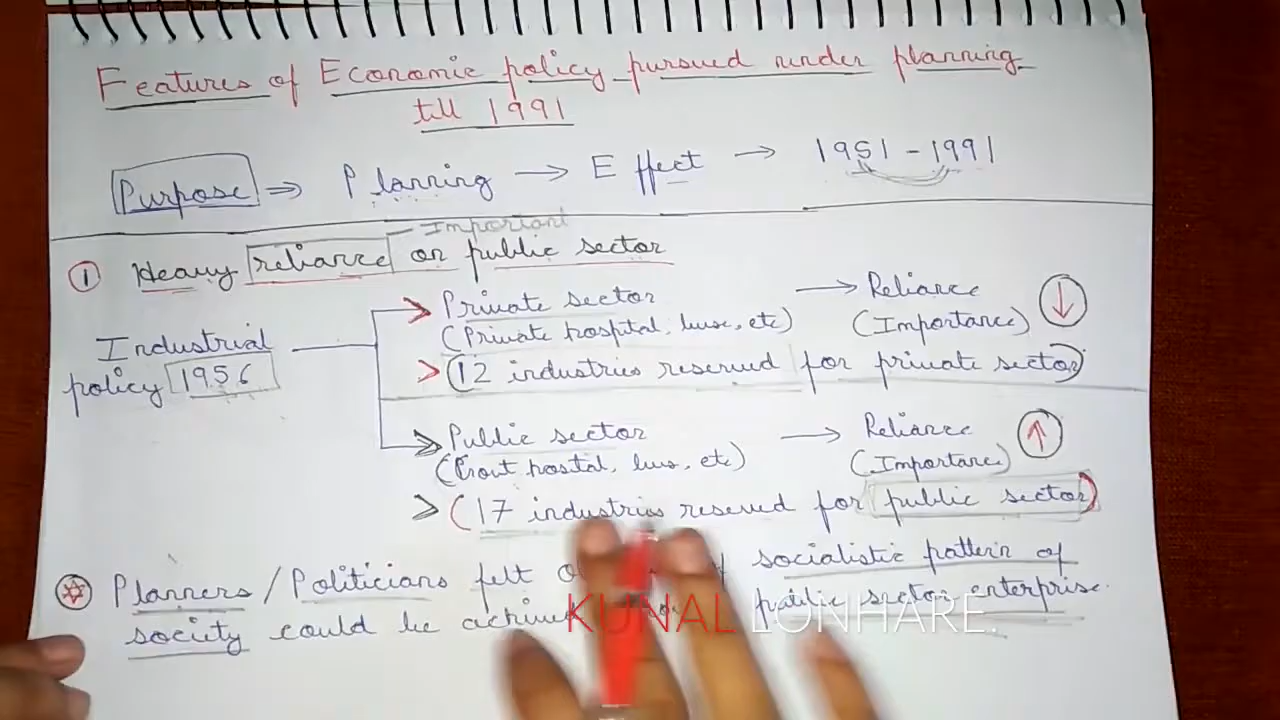 Features of Economic policy pursued under planning
till 1991
Purpose ⇒ Planning → Effect → 1951 - 1991
Important
① Heavy reliance on public sector
Private sector → Reliance ↓
(Private hospital, buse, etc) (Importance)
Industrial
policy 1956
> (12 industries reserved for private sector)
Public sector → Reliance ↑
hospital, bus, etc) (Importance)
> (17 industries reserved for public sector)
Planners / Politicians felt socialistic pattern of
society could be public sector enterprise.
KUNAL LONHARE.